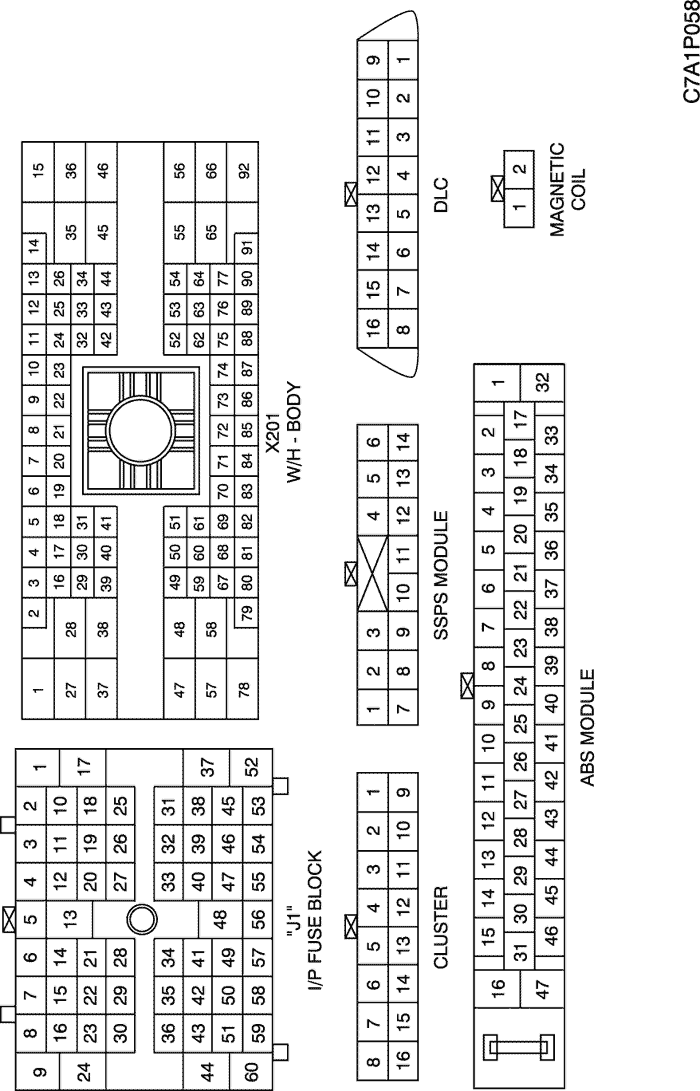 9 8 7 6 5 4 3 2 1
24 16 15 14 13 12 11 10 17
23 22 21 20 19 18
30 29 28 27 26 25
36 35 34 33 32 31
44 43 42 41 40 39 38 37
51 50 49 48 47 46 45
60 59 58 57 56 55 54 53 52
"J1"
I/P FUSE BLOCK
1 2 3 4 5 6 7 8 9 10 11 12 13 14 15
27 28 16 17 18 19 20 21 22 23 24 25 26 35 36
29 30 31 32 33 34
37 38 39 40 41 42 43 44 45 46
47 48 49 50 51 52 53 54 55 56
57 58 59 60 61 62 63 64 65 66
67 68 69 70 71 72 73 74 75 76 77
78 79 80 81 82 83 84 85 86 87 88 89 90 91 92
X201
W/H - BODY
8 7 6 5 4 3 2 1
16 15 14 13 12 11 10 9
CLUSTER
1 2 3 4 5 6
7 8 9 10 11 12 13 14
SSPS MODULE
16 15 14 13 12 11 10 9
8 7 6 5 4 3 2 1
DLC
16 15 14 13 12 11 10 9 8 7 6 5 4 3 2 1
31 30 29 28 27 26 25 24 23 22 21 20 19 18 17
47 46 45 44 43 42 41 40 39 38 37 36 35 34 33 32
ABS MODULE
1 2
MAGNETIC
COIL
C7A1P058